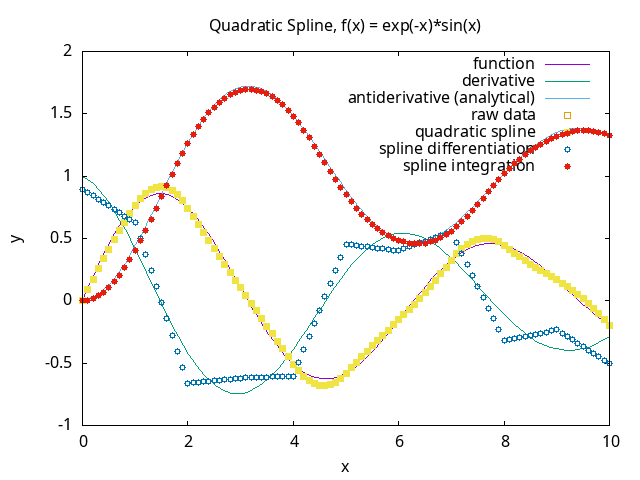 Quadratic Spline, f(x) = exp(-x)*sin(x)
2
1.5
1
0.5
0
-0.5
-1
y
function
derivative
antiderivative (analytical)
raw data
quadratic spline
spline differentiation
spline integration
0 2 4 6 8 10
x